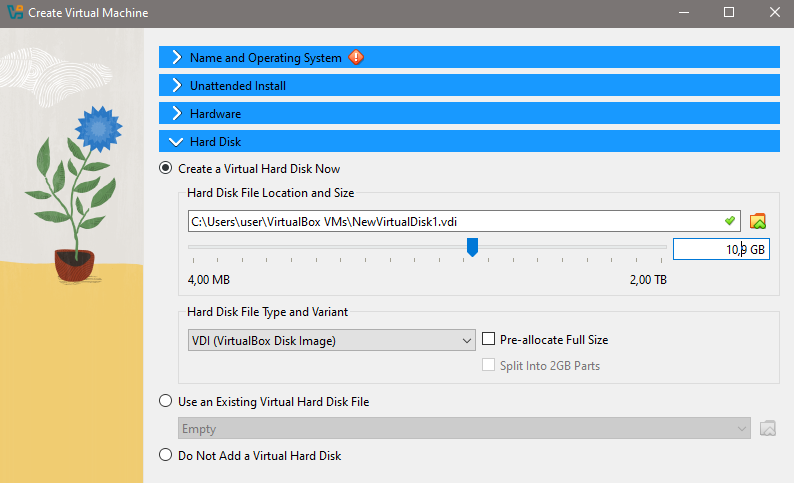 Create Virtual Machine
Name and Operating System
Unattended Install
Hardware
Hard Disk
Create a Virtual Hard Disk Now
Hard Disk File Location and Size
C:\Users\user\VirtualBox VMs\NewVirtualDisk1.vdi
10,9 GB
4,00 MB
2,00 TB
Hard Disk File Type and Variant
VDI (VirtualBox Disk Image)
Pre-allocate Full Size
Split Into 2GB Parts
Use an Existing Virtual Hard Disk File
Empty
Do Not Add a Virtual Hard Disk